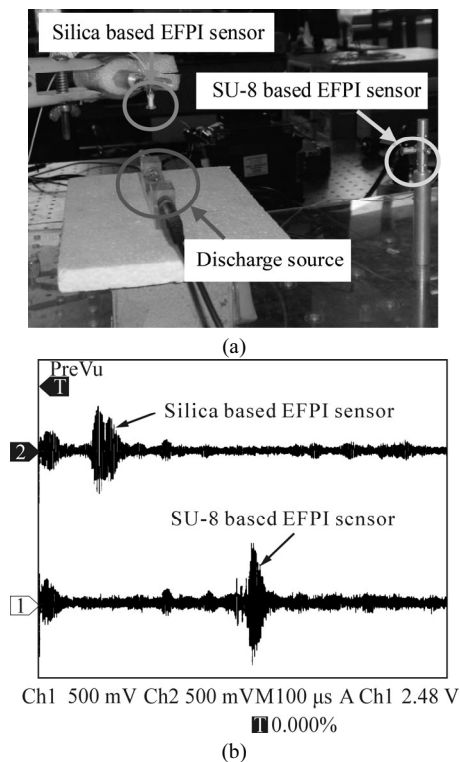 Silica based EFPI sensor
SU-8 based EFPI sensor
Discharge source
(a)
PreVu
T
Silica based EFPI sensor
2
SU-8 based EFPI sensor
1
Ch1 500 mV Ch2 500 mVM100 μs A Ch1 2.48 V
T 0.000%
(b)